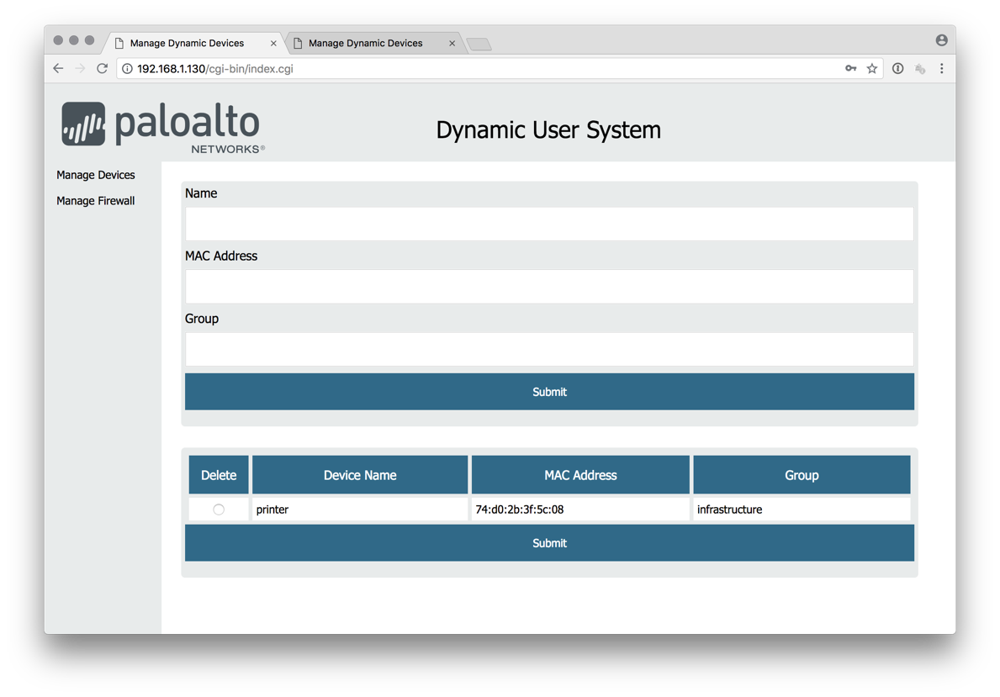 Manage Dynamic Devices
Manage Dynamic Devices
192.168.1.130/cgi-bin/index.cgi
paloalto
NETWORKS®
Dynamic User System
Manage Devices
Manage Firewall
Name
MAC Address
Group
Submit
Delete Device Name MAC Address Group
printer 74:d0:2b:3f:5c:08 infrastructure
Submit